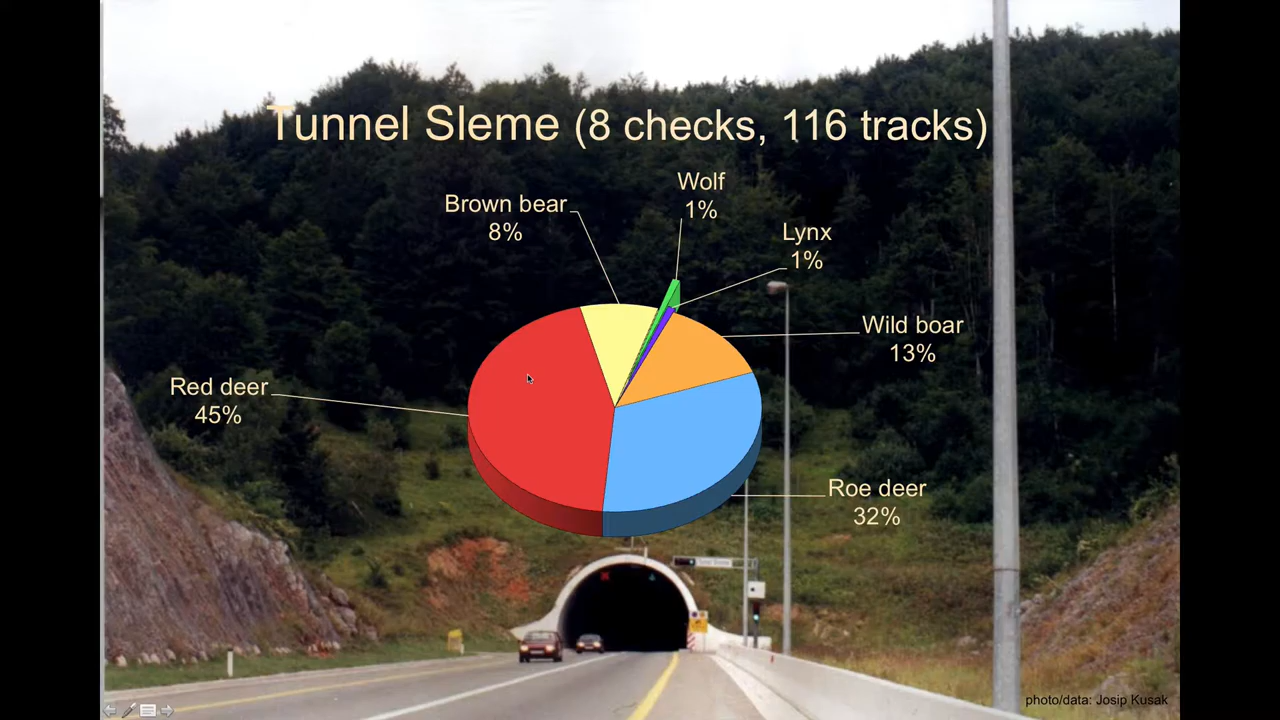 Tunnel Sleme (8 checks, 116 tracks)
Wolf
1%
Brown bear
8%
Lynx
1%
Wild boar
13%
Red deer
45%
Roe deer
32%
photo/data: Josip Kusak